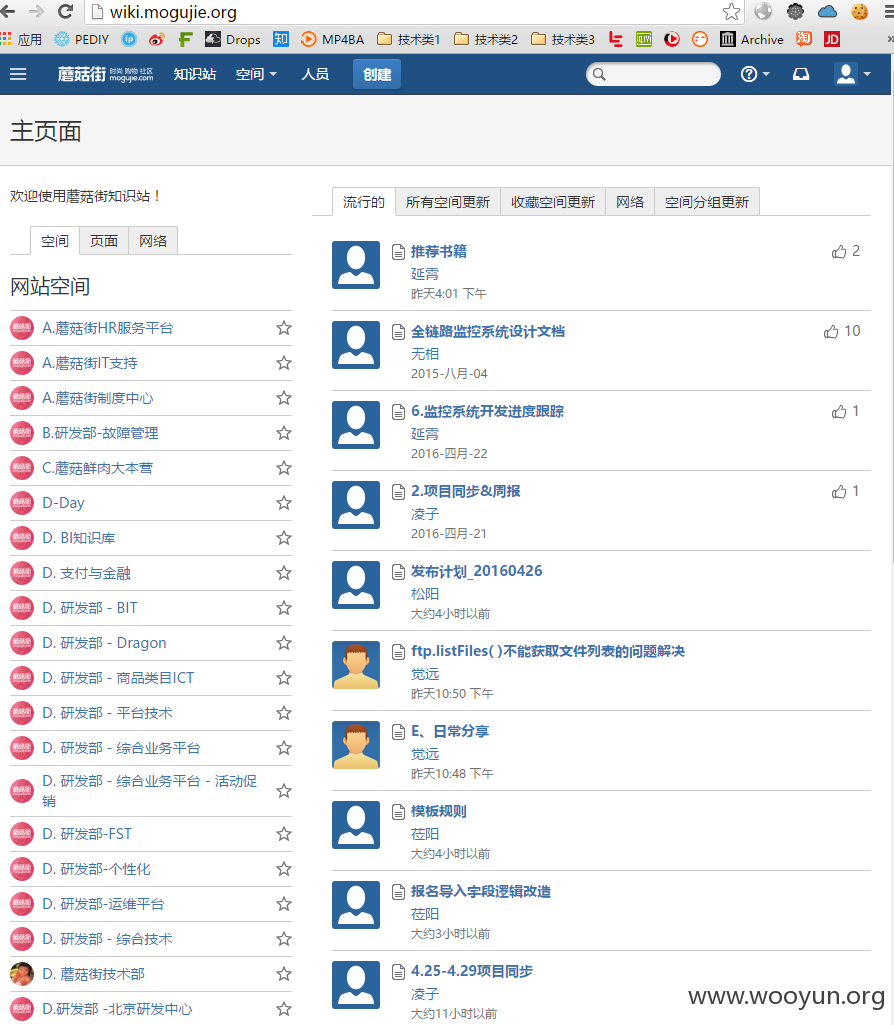 wiki.mogujie.org
应用 PEDIY ip Drops 知 MP4BA 技术类1 技术类2 技术类3 Archive 淘 JD
蘑菇街 时尚 购物 社区 mogujie.com 知识站 空间 人员 创建
主页面
欢迎使用蘑菇街知识站！
空间 页面 网络
网站空间
A.蘑菇街HR服务平台
A.蘑菇街IT支持
A.蘑菇街制度中心
B.研发部-故障管理
C.蘑菇鲜肉大本营
D-Day
D. BI知识库
D. 支付与金融
D. 研发部 - BIT
D. 研发部 - Dragon
D. 研发部 - 商品类目ICT
D. 研发部 - 平台技术
D. 研发部 - 综合业务平台
D. 研发部 - 综合业务平台 - 活动促
销
D. 研发部-FST
D. 研发部-个性化
D. 研发部-运维平台
D. 研发部 - 综合技术
D. 蘑菇街技术部
D.研发部 -北京研发中心
流行的 所有空间更新 收藏空间更新 网络 空间分组更新
推荐书籍 2
延霄
昨天4:01 下午
全链路监控系统设计文档 10
无相
2015-八月-04
6.监控系统开发进度跟踪 1
延霄
2016-四月-22
2.项目同步&周报 1
凌子
2016-四月-21
发布计划_20160426
松阳
大约4小时以前
ftp.listFiles( )不能获取文件列表的问题解决
觉远
昨天10:50 下午
E、日常分享
觉远
昨天10:48 下午
模板规则
莅阳
大约4小时以前
报名导入字段逻辑改造
莅阳
大约3小时以前
4.25-4.29项目同步
凌子
大约11小时以前
www.wooyun.org